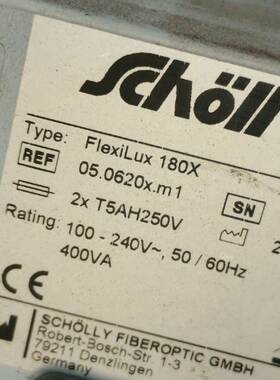 Schöll
Type: FlexiLux 180X
REF 05.0620x.m1 SN
2x T5AH250V 2
Rating: 100 - 240V~, 50 / 60Hz
400VA
CE
SCHÖLLY FIBEROPTIC GMBH
Robert-Bosch-Str. 1-3
79211 Denzlingen
Germany